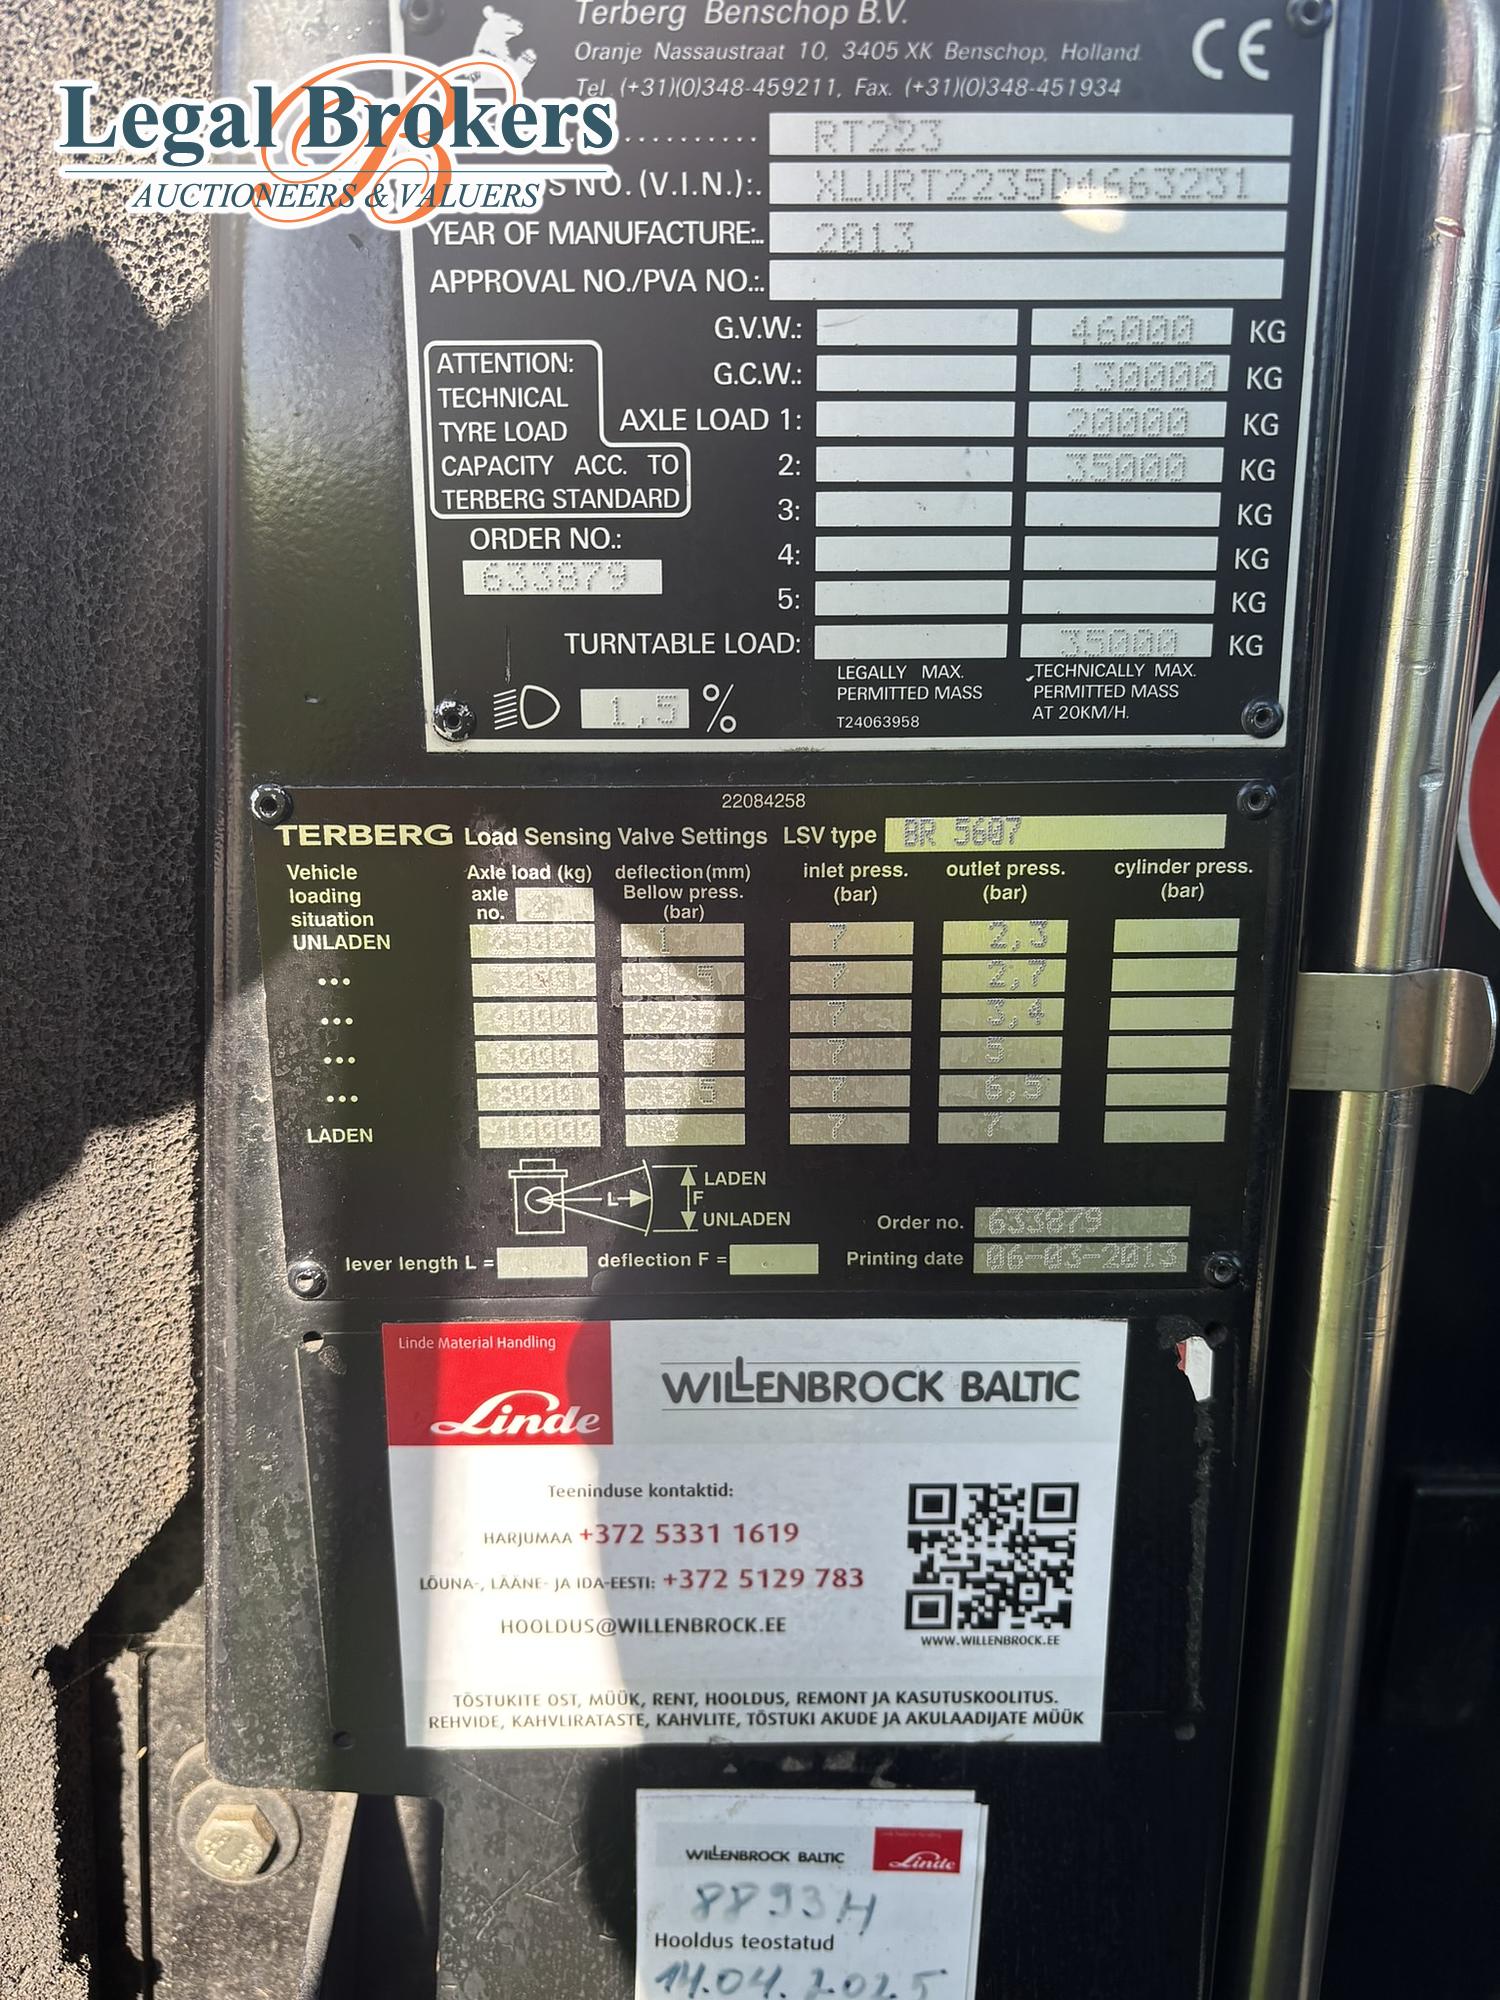 Terberg Benschop B.V.
Oranje Nassaustraat 10, 3405 XK Benschop, Holland
Tel. (+31)(0)348-459211, Fax. (+31)(0)348-451934
CE
Legal Brokers
AUCTIONEERS & VALUERS
RT223
S NO. (V.I.N.):. XLWRT2235D4663231
YEAR OF MANUFACTURE:. 2013
APPROVAL NO./PVA NO.:.
G.V.W.: 46000 KG
G.C.W.: 130000 KG
ATTENTION:
TECHNICAL
TYRE LOAD
CAPACITY ACC. TO
TERBERG STANDARD
AXLE LOAD 1: 20000 KG
2: 35000 KG
3: KG
4: KG
5: KG
ORDER NO.:
633879
TURNTABLE LOAD: 35000 KG
LEGALLY MAX.
PERMITTED MASS
T24063958
TECHNICALLY MAX.
PERMITTED MASS
AT 20KM/H.
1,5 %
22084258
TERBERG Load Sensing Valve Settings LSV type BR 5607
Vehicle
loading
situation
Axle load (kg)
axle
no. 2
deflection(mm)
Bellow press.
(bar)
inlet press.
(bar)
outlet press.
(bar)
cylinder press.
(bar)
UNLADEN 2500 1 7 2,3
... 3000 5 7 2,7
... 4000 7 3,4
... 6000 7 5
... 5 7 6,5
LADEN 10000 8 7 7
L
F
LADEN
UNLADEN
lever length L =
deflection F =
Order no. 633879
Printing date 06-03-2013
Linde Material Handling
Linde
WILLENBROCK BALTIC
Teeninduse kontaktid:
HARJUMAA +372 5331 1619
LÕUNA-, LÄÄNE- JA IDA-EESTI: +372 5129 783
HOOLDUS@WILLENBROCK.EE
WWW.WILLENBROCK.EE
TÕSTUKITE OST, MÜÜK, RENT, HOOLDUS, REMONT JA KASUTUSKOOLITUS.
REHVIDE, KAHVLIRATASTE, KAHVLITE, TÕSTUKI AKUDE JA AKULAADIJATE MÜÜK
WILLENBROCK BALTIC
Linde
8893H
Hooldus teostatud
14.04.2025